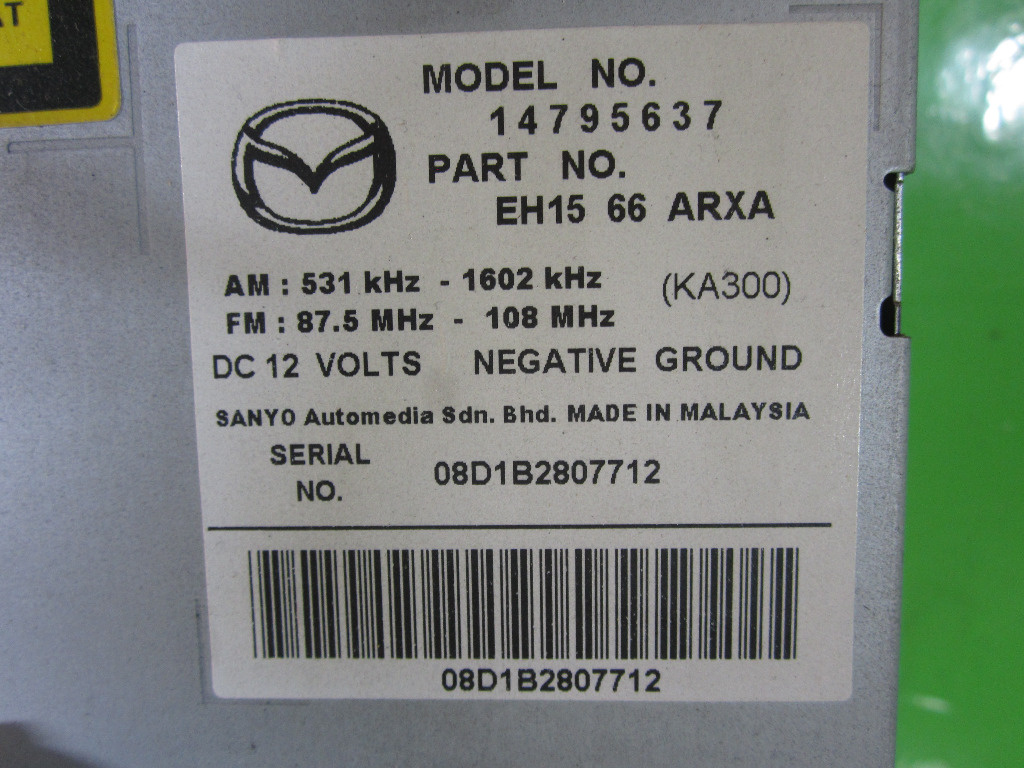 MODEL NO.
14795637
PART NO.
EH15 66 ARXA
AM : 531 kHz - 1602 kHz (KA300)
FM : 87.5 MHz - 108 MHz
DC 12 VOLTS NEGATIVE GROUND
SANYO Automedia Sdn. Bhd. MADE IN MALAYSIA
SERIAL NO. 08D1B2807712
08D1B2807712